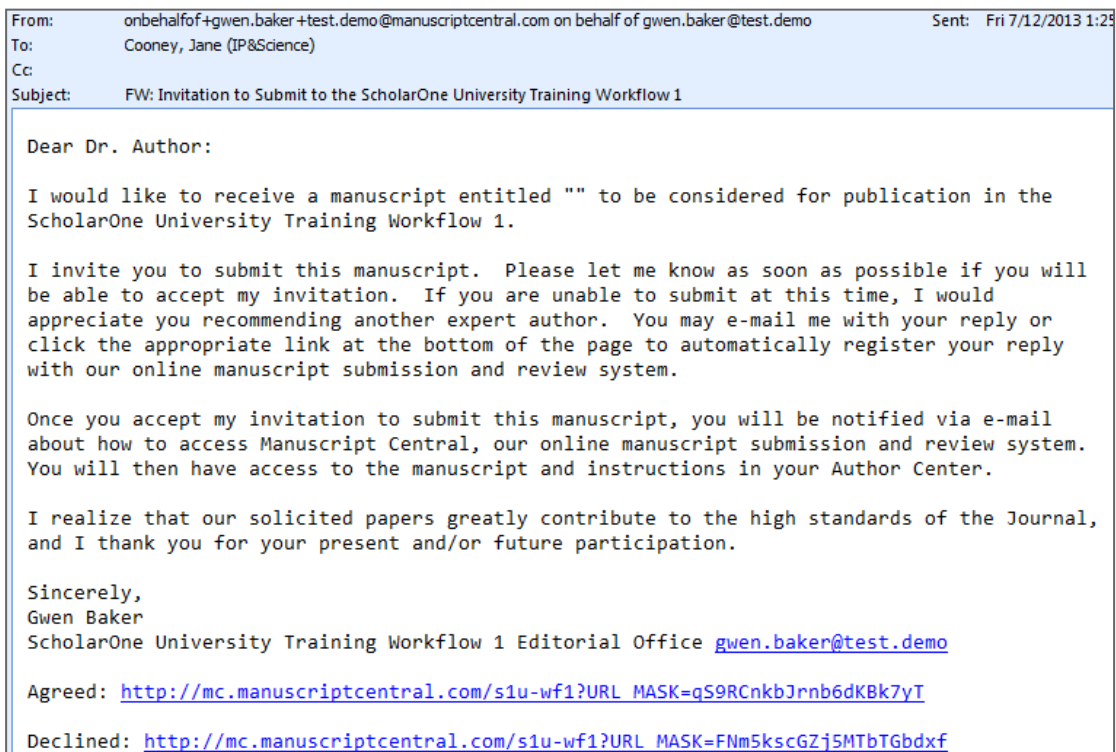 From: onbehalfof+gwen.baker+test.demo@manuscriptcentral.com on behalf of gwen.baker@test.demo Sent: Fri 7/12/2013 1:25
To: Cooney, Jane (IP&Science)
Cc:
Subject: FW: Invitation to Submit to the ScholarOne University Training Workflow 1
Dear Dr. Author:
I would like to receive a manuscript entitled "" to be considered for publication in the
ScholarOne University Training Workflow 1.
I invite you to submit this manuscript.  Please let me know as soon as possible if you will
be able to accept my invitation.  If you are unable to submit at this time, I would
appreciate you recommending another expert author.  You may e-mail me with your reply or
click the appropriate link at the bottom of the page to automatically register your reply
with our online manuscript submission and review system.
Once you accept my invitation to submit this manuscript, you will be notified via e-mail
about how to access Manuscript Central, our online manuscript submission and review system.
You will then have access to the manuscript and instructions in your Author Center.
I realize that our solicited papers greatly contribute to the high standards of the Journal,
and I thank you for your present and/or future participation.
Sincerely,
Gwen Baker
ScholarOne University Training Workflow 1 Editorial Office gwen.baker@test.demo
Agreed: http://mc.manuscriptcentral.com/s1u-wf1?URL_MASK=qS9RCnkbJrnb6dKBk7yT
Declined: http://mc.manuscriptcentral.com/s1u-wf1?URL_MASK=FNm5kscGZj5MTbTGbdxf